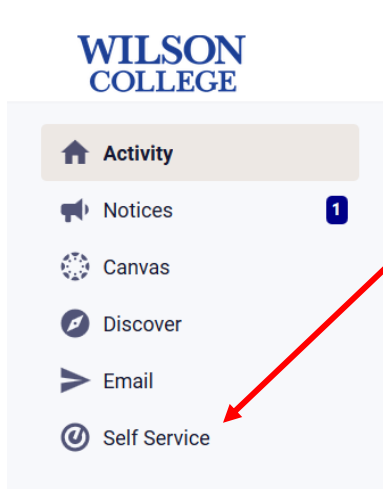 WILSON
COLLEGE
Activity
Notices 1
Canvas
Discover
Email
Self Service